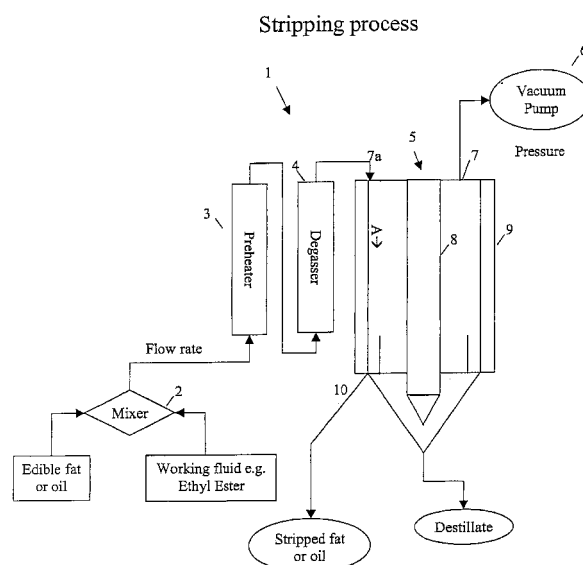 Stripping process
6
1
Vacuum
Pump
5
7a
7
Pressure
4
3
9
Preheater
Degasser
A→
8
Flow rate
10
2
Mixer
Edible fat
or oil
Working fluid e.g.
Ethyl Ester
Stripped fat
or oil
Destillate